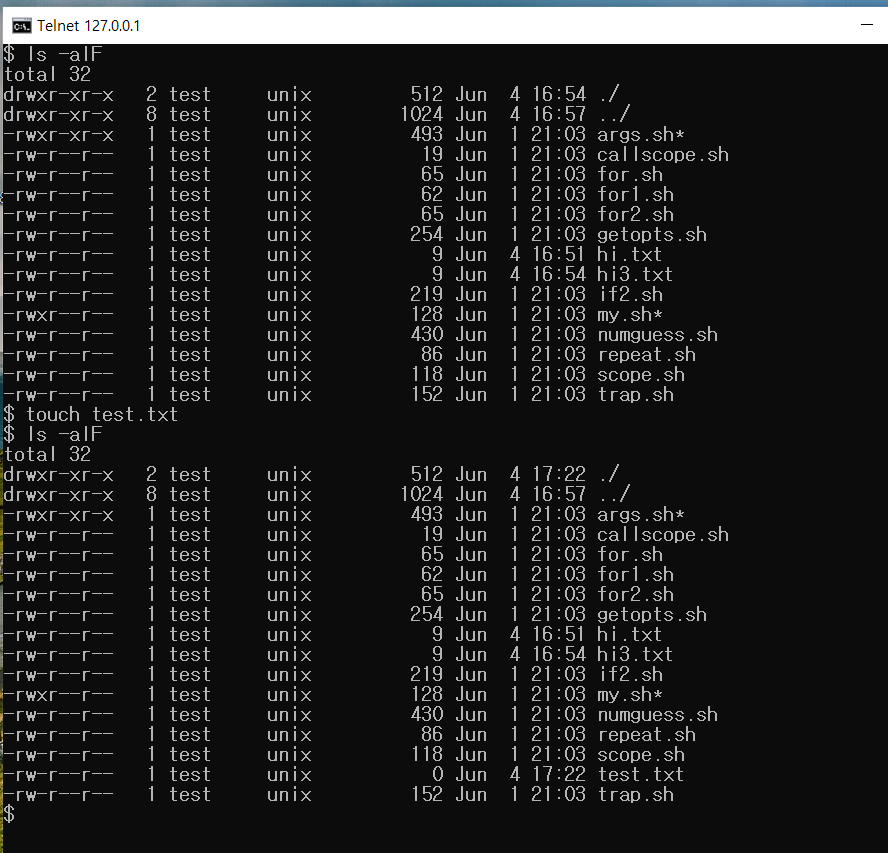 Telnet 127.0.0.1
$ ls -alF
total 32
drwxr-xr-x 2 test unix 512 Jun 4 16:54 ./
drwxr-xr-x 8 test unix 1024 Jun 4 16:57 ../
-rwxr-xr-x 1 test unix 493 Jun 1 21:03 args.sh*
-rw-r--r-- 1 test unix 19 Jun 1 21:03 callscope.sh
-rw-r--r-- 1 test unix 65 Jun 1 21:03 for.sh
-rw-r--r-- 1 test unix 62 Jun 1 21:03 for1.sh
-rw-r--r-- 1 test unix 65 Jun 1 21:03 for2.sh
-rw-r--r-- 1 test unix 254 Jun 1 21:03 getopts.sh
-rw-r--r-- 1 test unix 9 Jun 4 16:51 hi.txt
-rw-r--r-- 1 test unix 9 Jun 4 16:54 hi3.txt
-rw-r--r-- 1 test unix 219 Jun 1 21:03 if2.sh
-rwxr--r-- 1 test unix 128 Jun 1 21:03 my.sh*
-rw-r--r-- 1 test unix 430 Jun 1 21:03 numguess.sh
-rw-r--r-- 1 test unix 86 Jun 1 21:03 repeat.sh
-rw-r--r-- 1 test unix 118 Jun 1 21:03 scope.sh
-rw-r--r-- 1 test unix 152 Jun 1 21:03 trap.sh
$ touch test.txt
$ ls -alF
total 32
drwxr-xr-x 2 test unix 512 Jun 4 17:22 ./
drwxr-xr-x 8 test unix 1024 Jun 4 16:57 ../
-rwxr-xr-x 1 test unix 493 Jun 1 21:03 args.sh*
-rw-r--r-- 1 test unix 19 Jun 1 21:03 callscope.sh
-rw-r--r-- 1 test unix 65 Jun 1 21:03 for.sh
-rw-r--r-- 1 test unix 62 Jun 1 21:03 for1.sh
-rw-r--r-- 1 test unix 65 Jun 1 21:03 for2.sh
-rw-r--r-- 1 test unix 254 Jun 1 21:03 getopts.sh
-rw-r--r-- 1 test unix 9 Jun 4 16:51 hi.txt
-rw-r--r-- 1 test unix 9 Jun 4 16:54 hi3.txt
-rw-r--r-- 1 test unix 219 Jun 1 21:03 if2.sh
-rwxr--r-- 1 test unix 128 Jun 1 21:03 my.sh*
-rw-r--r-- 1 test unix 430 Jun 1 21:03 numguess.sh
-rw-r--r-- 1 test unix 86 Jun 1 21:03 repeat.sh
-rw-r--r-- 1 test unix 118 Jun 1 21:03 scope.sh
-rw-r--r-- 1 test unix 0 Jun 4 17:22 test.txt
-rw-r--r-- 1 test unix 152 Jun 1 21:03 trap.sh
$